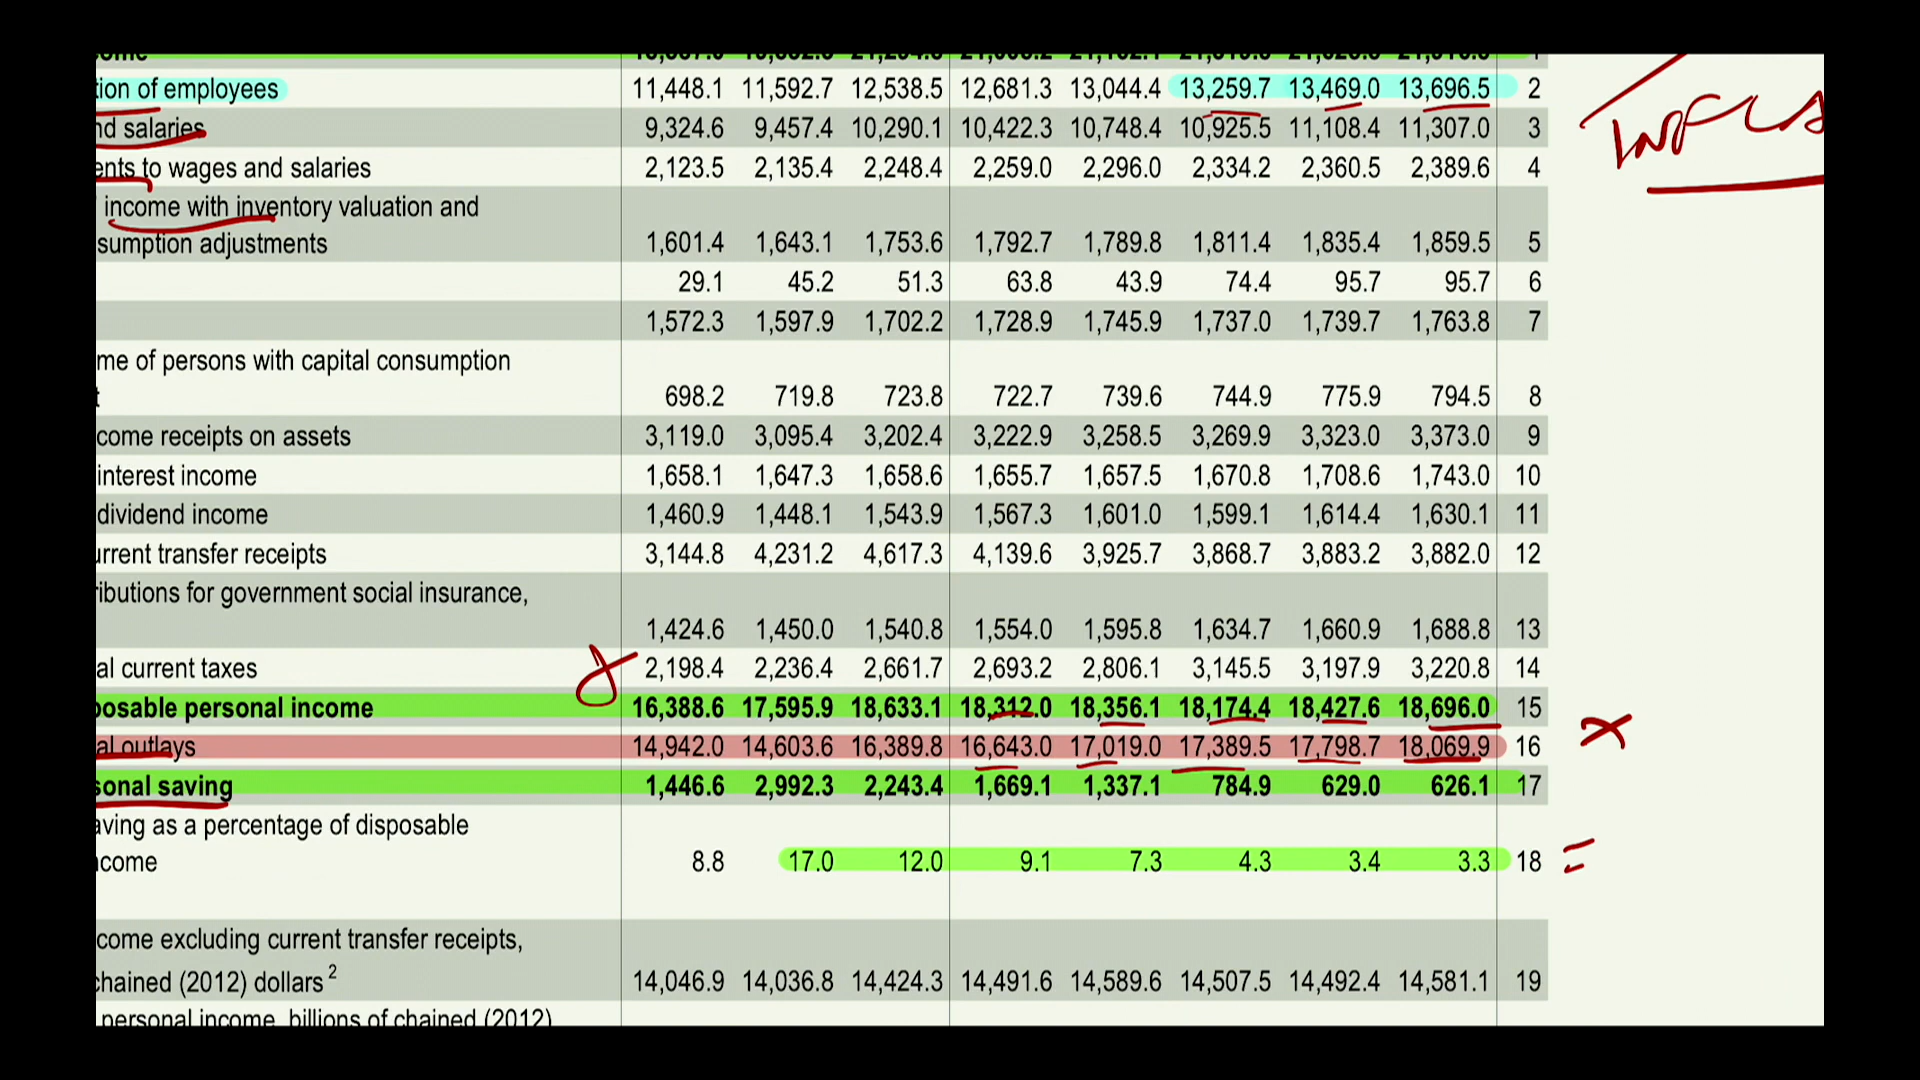 tion of employees 11,448.1 11,592.7 12,538.5 12,681.3 13,044.4 13,259.7 13,469.0 13,696.5 2
nd salaries 9,324.6 9,457.4 10,290.1 10,422.3 10,748.4 10,925.5 11,108.4 11,307.0 3
ents to wages and salaries 2,123.5 2,135.4 2,248.4 2,259.0 2,296.0 2,334.2 2,360.5 2,389.6 4
income with inventory valuation and
sumption adjustments 1,601.4 1,643.1 1,753.6 1,792.7 1,789.8 1,811.4 1,835.4 1,859.5 5
29.1 45.2 51.3 63.8 43.9 74.4 95.7 95.7 6
1,572.3 1,597.9 1,702.2 1,728.9 1,745.9 1,737.0 1,739.7 1,763.8 7
me of persons with capital consumption
t 698.2 719.8 723.8 722.7 739.6 744.9 775.9 794.5 8
come receipts on assets 3,119.0 3,095.4 3,202.4 3,222.9 3,258.5 3,269.9 3,323.0 3,373.0 9
interest income 1,658.1 1,647.3 1,658.6 1,655.7 1,657.5 1,670.8 1,708.6 1,743.0 10
dividend income 1,460.9 1,448.1 1,543.9 1,567.3 1,601.0 1,599.1 1,614.4 1,630.1 11
urrent transfer receipts 3,144.8 4,231.2 4,617.3 4,139.6 3,925.7 3,868.7 3,883.2 3,882.0 12
ributions for government social insurance,
1,424.6 1,450.0 1,540.8 1,554.0 1,595.8 1,634.7 1,660.9 1,688.8 13
al current taxes 2,198.4 2,236.4 2,661.7 2,693.2 2,806.1 3,145.5 3,197.9 3,220.8 14
posable personal income 16,388.6 17,595.9 18,633.1 18,312.0 18,356.1 18,174.4 18,427.6 18,696.0 15
al outlays 14,942.0 14,603.6 16,389.8 16,643.0 17,019.0 17,389.5 17,798.7 18,069.9 16
sonal saving 1,446.6 2,992.3 2,243.4 1,669.1 1,337.1 784.9 629.0 626.1 17
aving as a percentage of disposable
ncome 8.8 17.0 12.0 9.1 7.3 4.3 3.4 3.3 18
come excluding current transfer receipts,
chained (2012) dollars 2 14,046.9 14,036.8 14,424.3 14,491.6 14,589.6 14,507.5 14,492.4 14,581.1 19
personal income, billions of chained (2012)